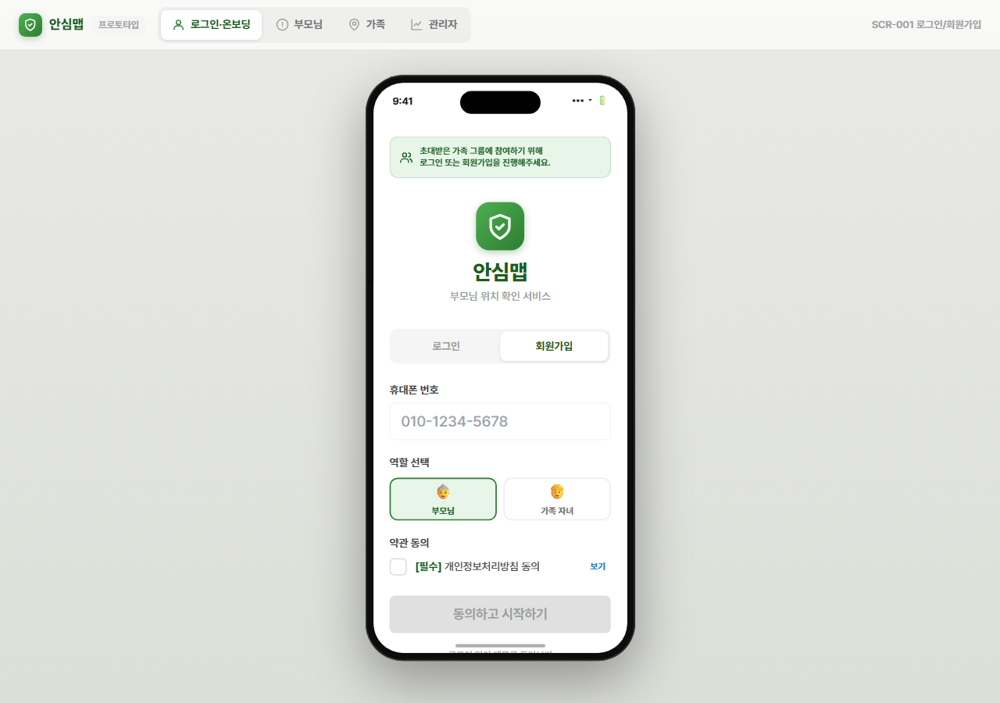 안심맵
프로토타입
로그인·온보딩
부모님
가족
관리자
SCR-001 로그인/회원가입
9:41
초대받은 가족 그룹에 참여하기 위해
로그인 또는 회원가입을 진행해주세요.
안심맵
부모님 위치 확인 서비스
로그인
회원가입
휴대폰 번호
010-1234-5678
역할 선택
부모님
가족 자녀
약관 동의
[필수] 개인정보처리방침 동의
보기
동의하고 시작하기